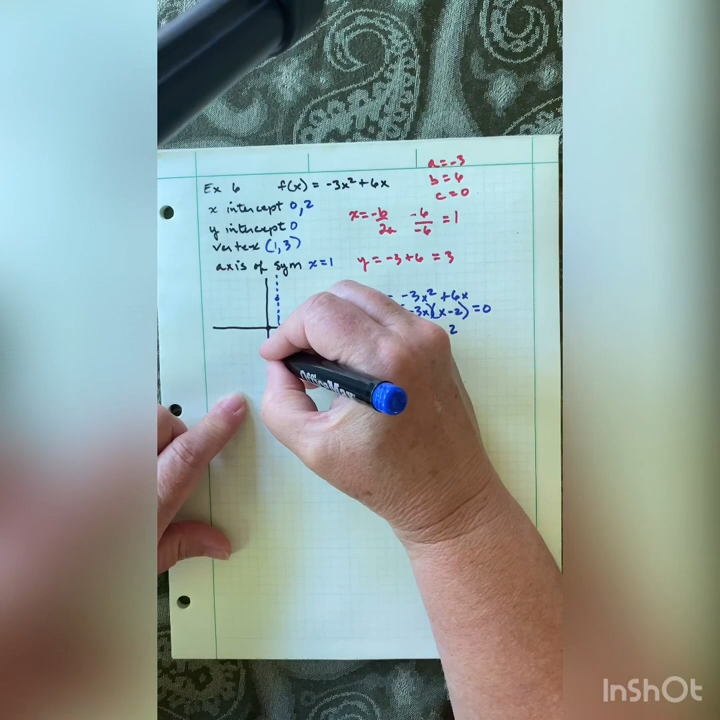 a = -3
b = 6
c = 0
Ex 6 f(x) = -3x² + 6x
x intercept 0, 2
x = -b/2a -6/-6 = 1
y intercept 0
vertex (1, 3)
axis of sym x = 1
y = -3 + 6 = 3
= -3x² + 6x
-3x)(x - 2) = 0
2
OfficeMax
InShOt